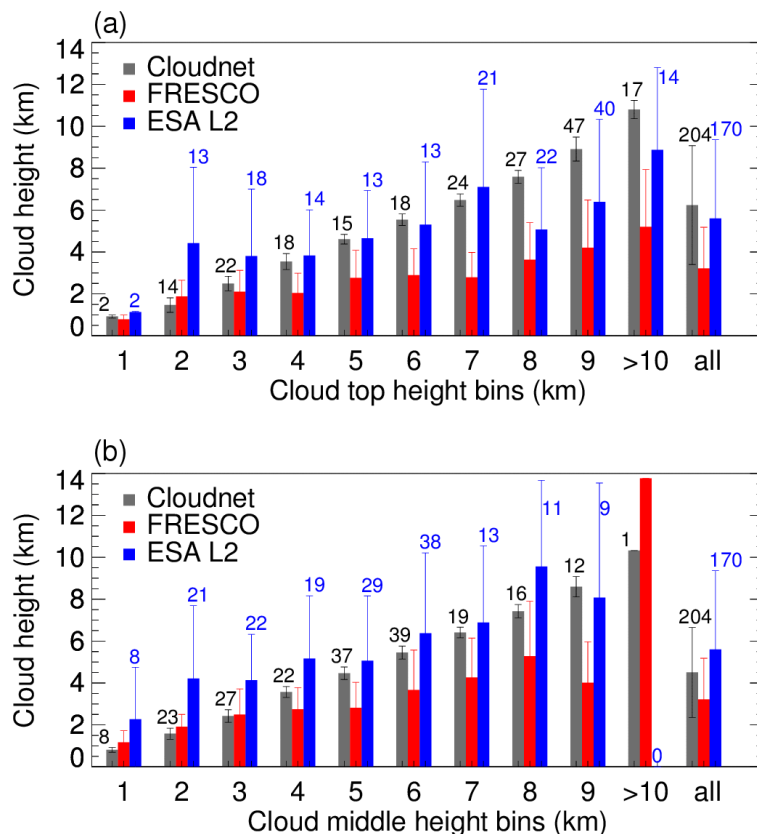 (a)
14
12
10
8
6
4
2
0
Cloud height (km)
Cloudnet
FRESCO
ESA L2
2 2
14 13
22 18
18 14
15 13
18 13
24 21
27 22
47 40
17 14
204 170
1 2 3 4 5 6 7 8 9 >10 all
Cloud top height bins (km)
(b)
14
12
10
8
6
4
2
0
Cloud height (km)
Cloudnet
FRESCO
ESA L2
8 8
23 21
27 22
22 19
37 29
39 38
19 13
16 11
12 9
1 0
204 170
1 2 3 4 5 6 7 8 9 >10 all
Cloud middle height bins (km)